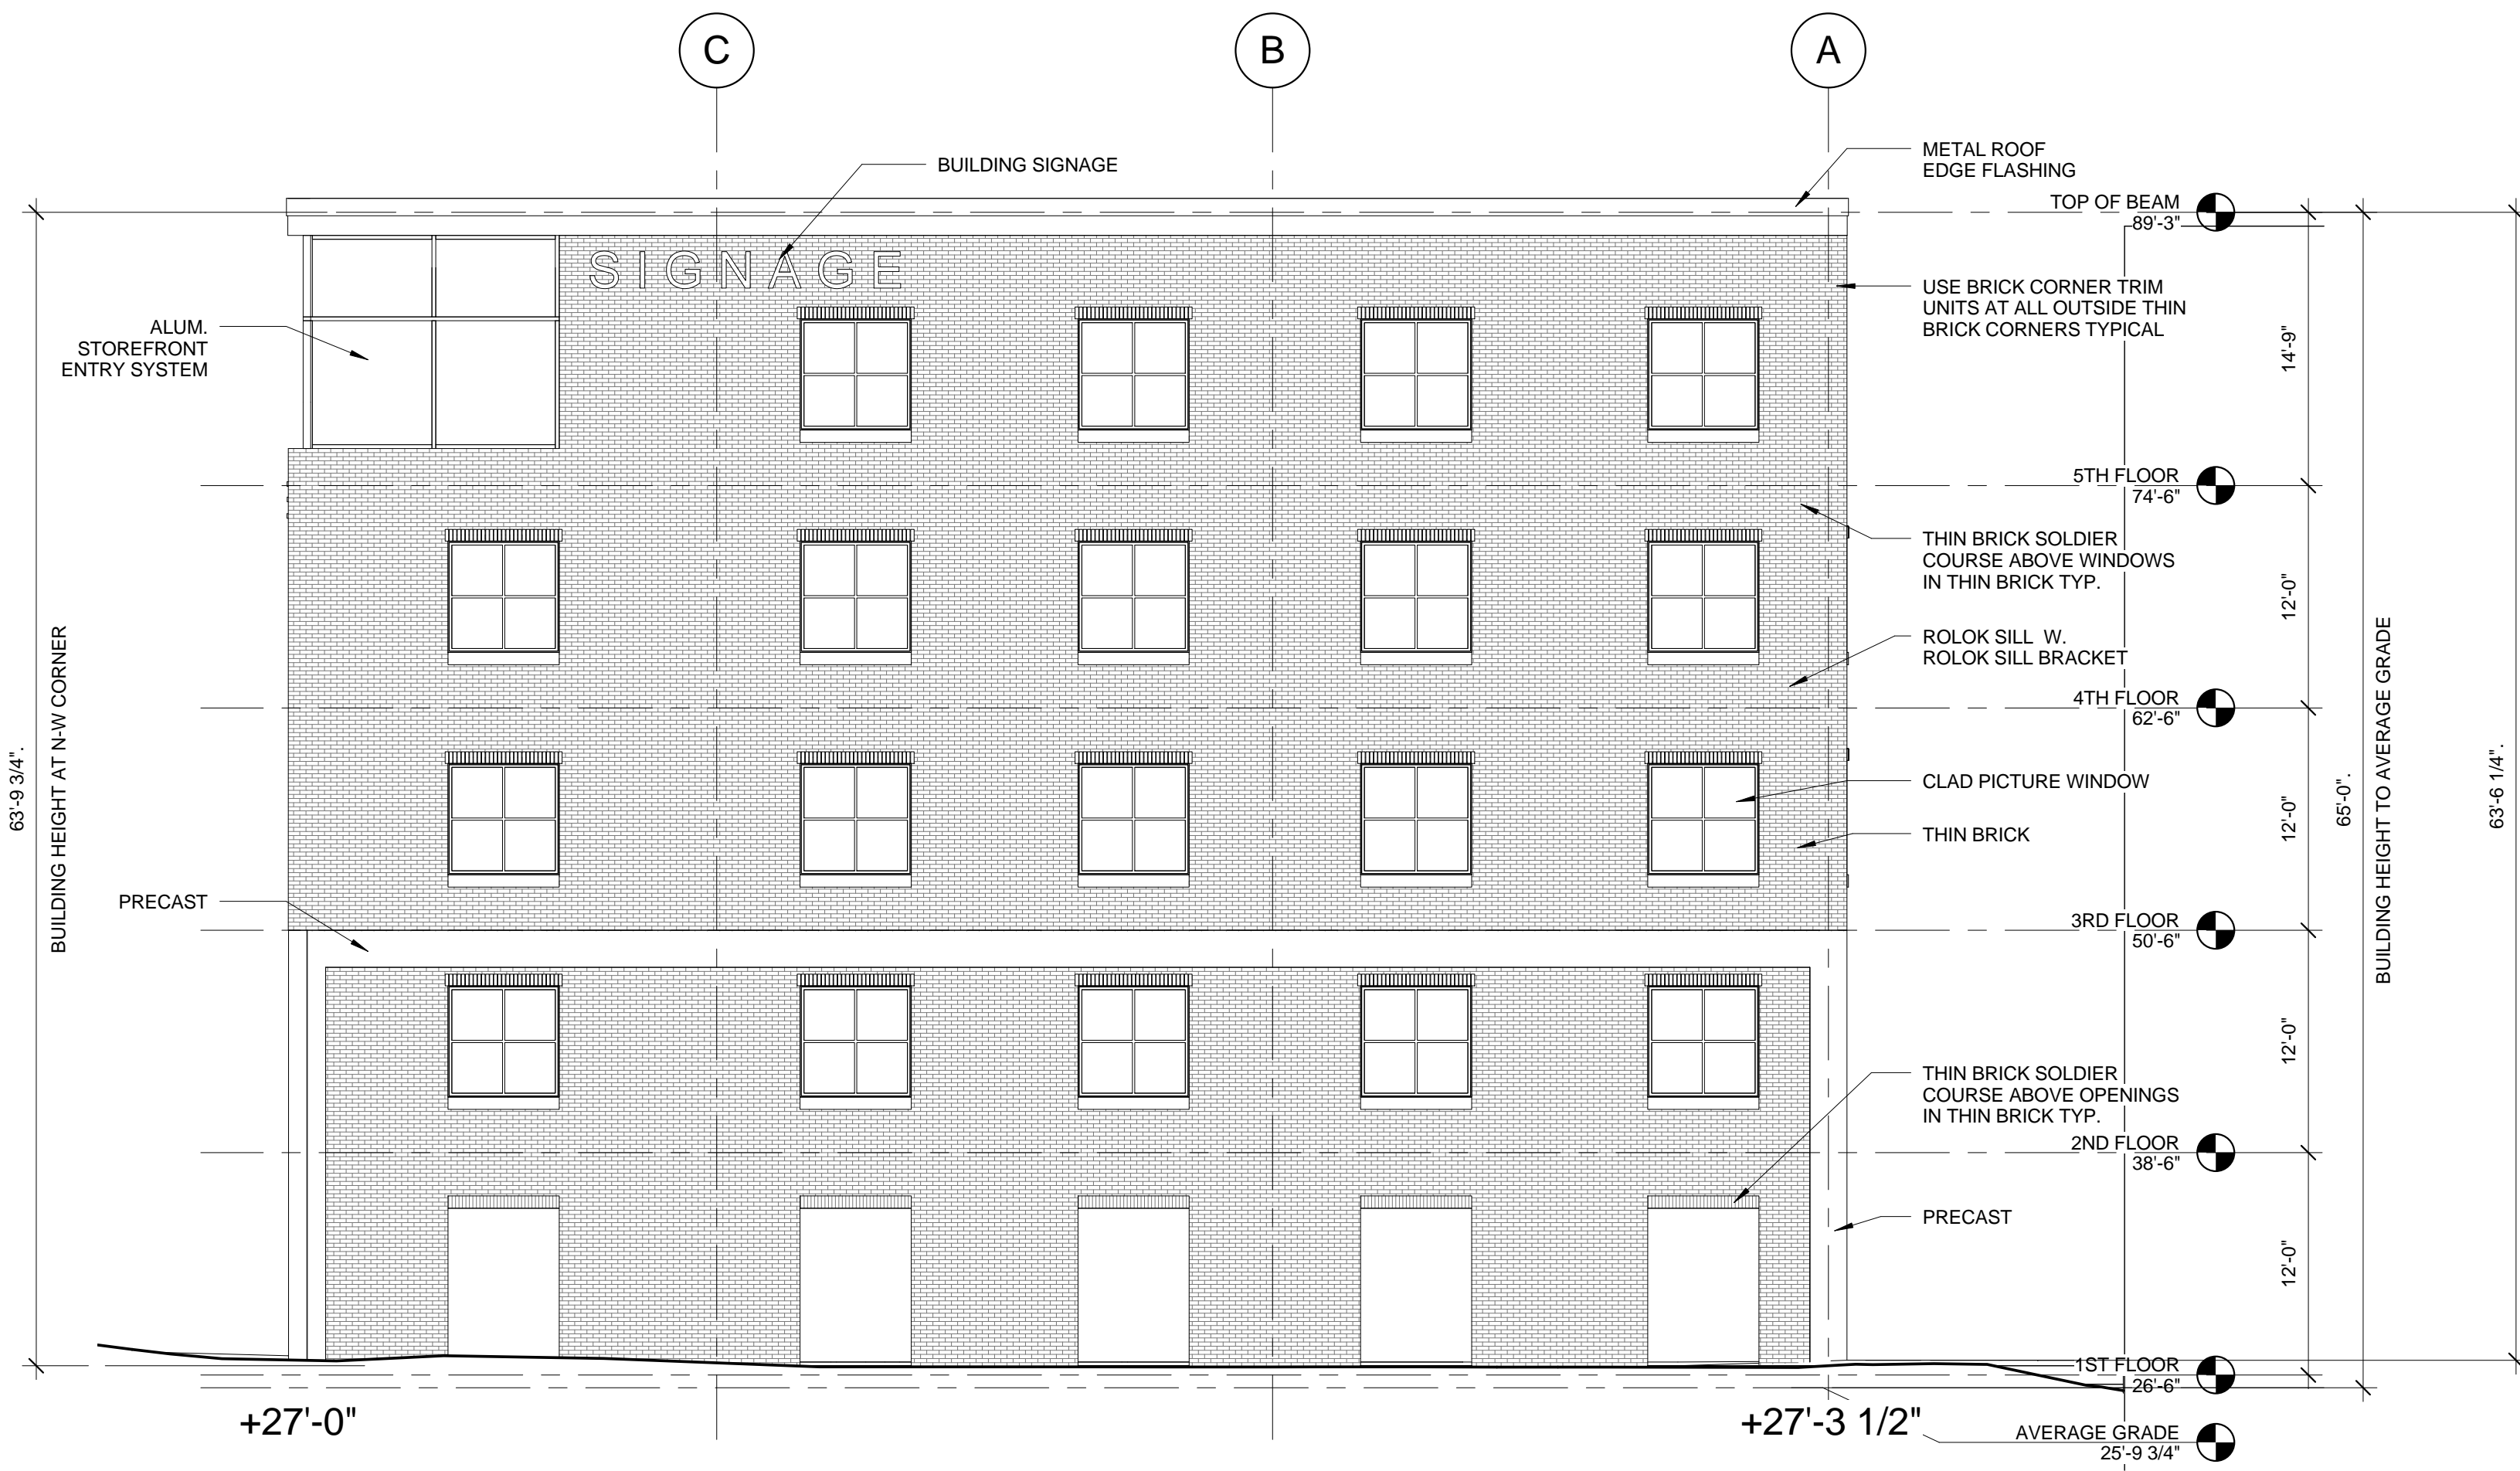 C
B
A
BUILDING SIGNAGE
METAL ROOF
EDGE FLASHING
TOP OF BEAM
89'-3"
SIGNAGE
USE BRICK CORNER TRIM
UNITS AT ALL OUTSIDE THIN
BRICK CORNERS TYPICAL
ALUM.
STOREFRONT
ENTRY SYSTEM
14'-9"
5TH FLOOR
74'-6"
THIN BRICK SOLDIER
COURSE ABOVE WINDOWS
IN THIN BRICK TYP.
12'-0"
ROLOK SILL W.
ROLOK SILL BRACKET
4TH FLOOR
62'-6"
63'-9 3/4".
BUILDING HEIGHT AT N-W CORNER
CLAD PICTURE WINDOW
THIN BRICK
12'-0"
65'-0".
BUILDING HEIGHT TO AVERAGE GRADE
63'-6 1/4".
PRECAST
3RD FLOOR
50'-6"
12'-0"
THIN BRICK SOLDIER
COURSE ABOVE OPENINGS
IN THIN BRICK TYP.
2ND FLOOR
38'-6"
PRECAST
12'-0"
1ST FLOOR
26'-6"
+27'-0"
+27'-3 1/2"
AVERAGE GRADE
25'-9 3/4"